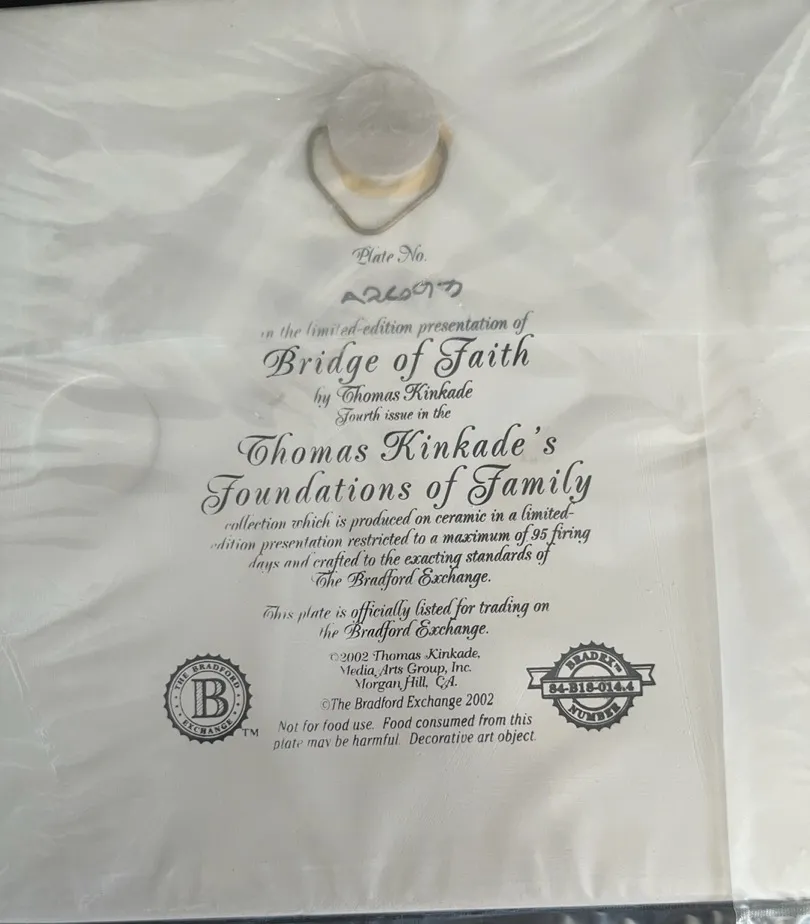 Plate No.
in the limited-edition presentation of
Bridge of Faith
by Thomas Kinkade
Fourth issue in the
Thomas Kinkade's
Foundations of Family
collection which is produced on ceramic in a limited-
edition presentation restricted to a maximum of 95 firing
days and crafted to the exacting standards of
The Bradford Exchange.
This plate is officially listed for trading on
the Bradford Exchange.
©2002 Thomas Kinkade,
Media Arts Group, Inc.
Morgan Hill, CA.
©The Bradford Exchange 2002
Not for food use. Food consumed from this
plate may be harmful. Decorative art object.
THE BRADFORD
B
EXCHANGE
TM
BRADEX™
84-B18-014.4
NUMBER